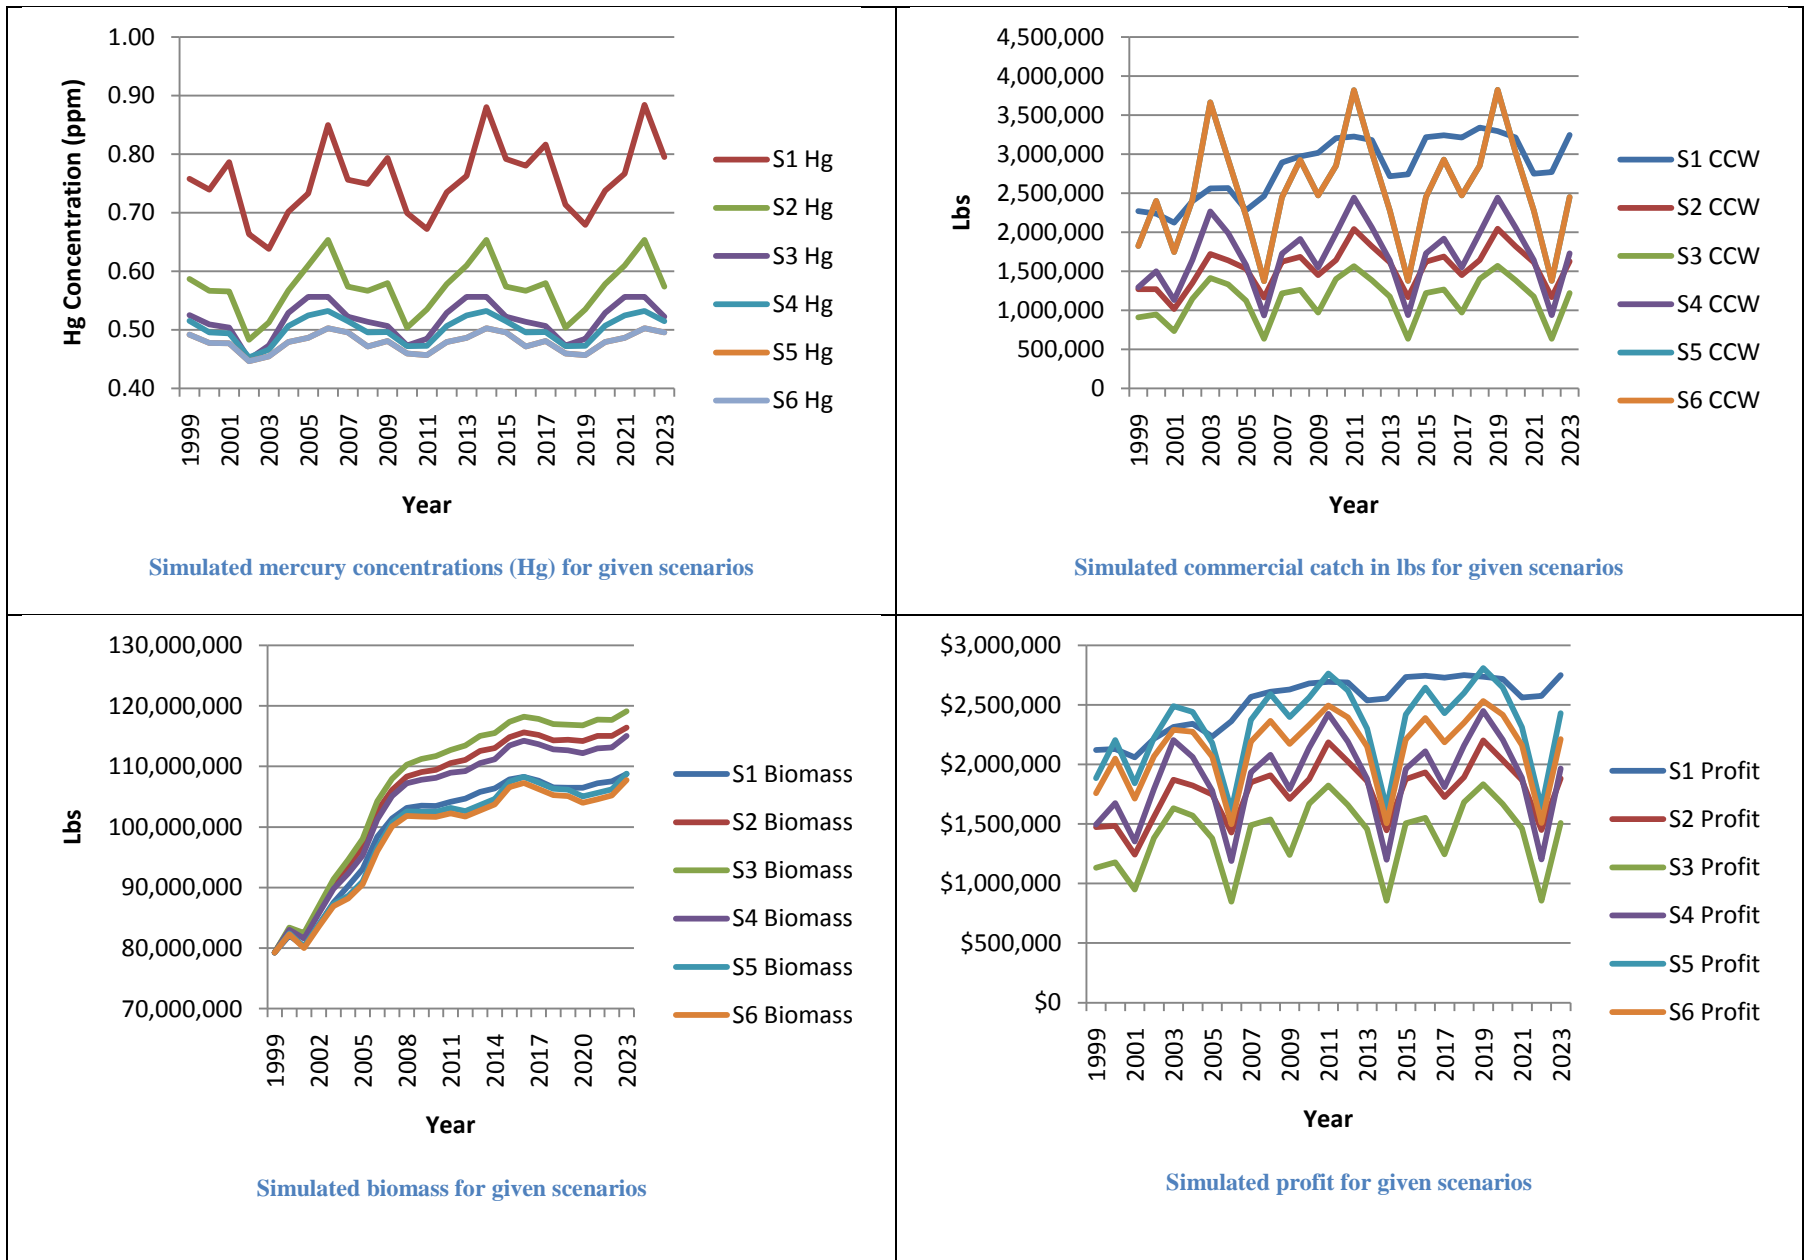 1.00
0.90
0.80
0.70
0.60
0.50
0.40
Hg Concentration (ppm)
1999
2001
2003
2005
2007
2009
2011
2013
2015
2017
2019
2021
2023
Year
S1 Hg
S2 Hg
S3 Hg
S4 Hg
S5 Hg
S6 Hg
Simulated mercury concentrations (Hg) for given scenarios
4,500,000
4,000,000
3,500,000
3,000,000
2,500,000
2,000,000
1,500,000
1,000,000
500,000
0
Lbs
1999
2001
2003
2005
2007
2009
2011
2013
2015
2017
2019
2021
2023
Year
S1 CCW
S2 CCW
S3 CCW
S4 CCW
S5 CCW
S6 CCW
Simulated commercial catch in lbs for given scenarios
130,000,000
120,000,000
110,000,000
100,000,000
90,000,000
80,000,000
70,000,000
Lbs
1999
2002
2005
2008
2011
2014
2017
2020
2023
Year
S1 Biomass
S2 Biomass
S3 Biomass
S4 Biomass
S5 Biomass
S6 Biomass
Simulated biomass for given scenarios
$3,000,000
$2,500,000
$2,000,000
$1,500,000
$1,000,000
$500,000
$0
1999
2001
2003
2005
2007
2009
2011
2013
2015
2017
2019
2021
2023
Year
S1 Profit
S2 Profit
S3 Profit
S4 Profit
S5 Profit
S6 Profit
Simulated profit for given scenarios